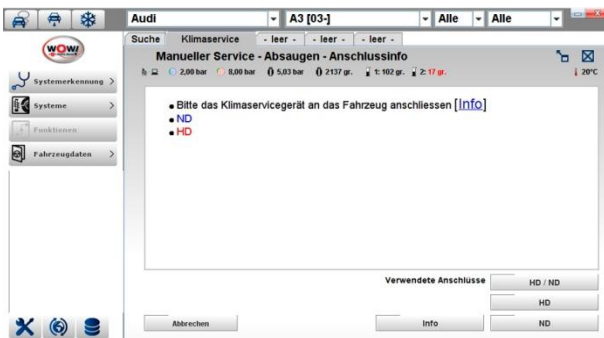 Audi A3 [03-] Alle Alle
WOW!
Suche Klimaservice - leer - - leer - - leer -
Manueller Service - Absaugen - Anschlussinfo
2,00 bar 8,00 bar 5,03 bar 2137 gr. 1: 102 gr. 2: 17 gr. 20°C
Systemerkennung >
Systeme >
Funktionen
Fahrzeugdaten >
• Bitte das Klimaservicegerät an das Fahrzeug anschliessen [Info]
• ND
• HD
Verwendete Anschlüsse HD / ND
HD
Abbrechen Info ND